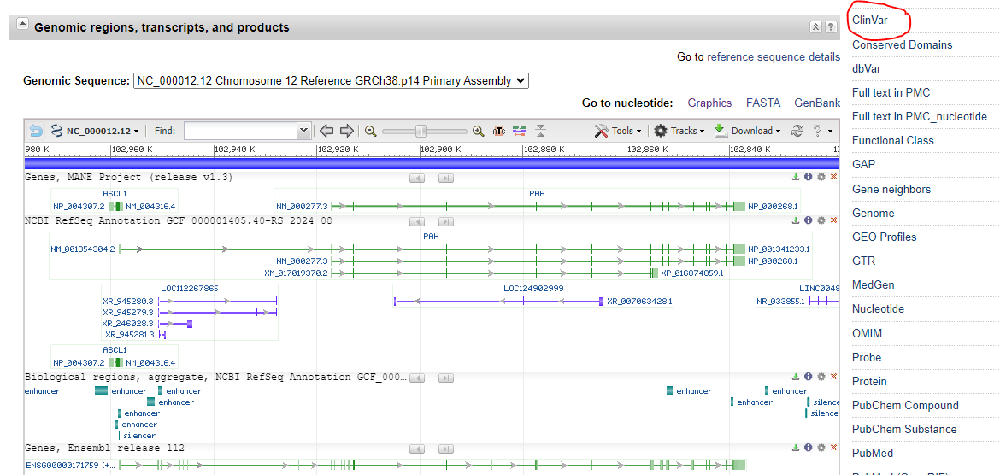 Genomic regions, transcripts, and products
?
Go to reference sequence details
Genomic Sequence: NC_000012.12 Chromosome 12 Reference GRCh38.p14 Primary Assembly
Go to nucleotide: Graphics FASTA GenBank
NC_000012.12 Find: ATG Tools Tracks Download ?
980 K 102,960 K 102,940 K 102,920 K 102,900 K 102,880 K 102,860 K 102,840 K
Genes, MANE Project (release v1.3)
ASCL1 PAH
NP_004307.2 NM_004316.4 NM_000277.3 NP_000268.1
NCBI RefSeq Annotation GCF_000001405.40-RS_2024_08
PAH
NM_001354304.2 NP_001341233.1
NM_000277.3 NP_000268.1
XM_017019370.2 XP_016874859.1
LOC112267865 LOC124902999 LINC0048
XR_945280.3 XR_007063428.1 NR_033855.1
XR_945279.3
XR_246028.3
XR_945281.3
ASCL1
NP_004307.2 NM_004316.4
Biological regions, aggregate, NCBI RefSeq Annotation GCF_000...
enhancer enhancer enhancer enhancer enhancer
enhancer enhancer silencer
enhancer silence
enhancer
silencer
Genes, Ensembl release 112
ENSG00000171759 [+...
ClinVar
Conserved Domains
dbVar
Full text in PMC
Full text in PMC_nucleotide
Functional Class
GAP
Gene neighbors
Genome
GEO Profiles
GTR
MedGen
Nucleotide
OMIM
Probe
Protein
PubChem Compound
PubChem Substance
PubMed